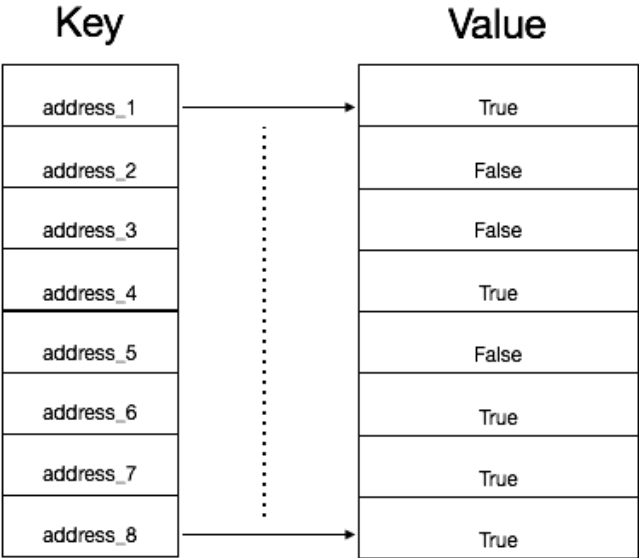 Key Value
address_1 True
address_2 False
address_3 False
address_4 True
address_5 False
address_6 True
address_7 True
address_8 True